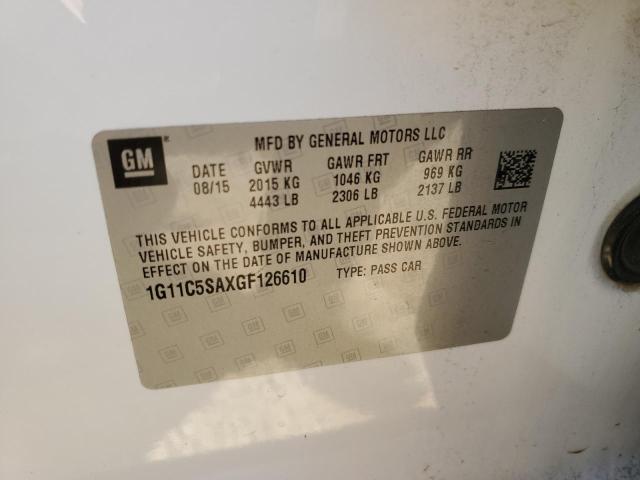 GM
MFD BY GENERAL MOTORS LLC
DATE GVWR GAWR FRT GAWR RR
08/15 2015 KG 1046 KG 969 KG
4443 LB 2306 LB 2137 LB
THIS VEHICLE CONFORMS TO ALL APPLICABLE U.S. FEDERAL MOTOR
VEHICLE SAFETY, BUMPER, AND THEFT PREVENTION STANDARDS IN
EFFECT ON THE DATE OF MANUFACTURE SHOWN ABOVE.
1G11C5SAXGF126610 TYPE: PASS CAR